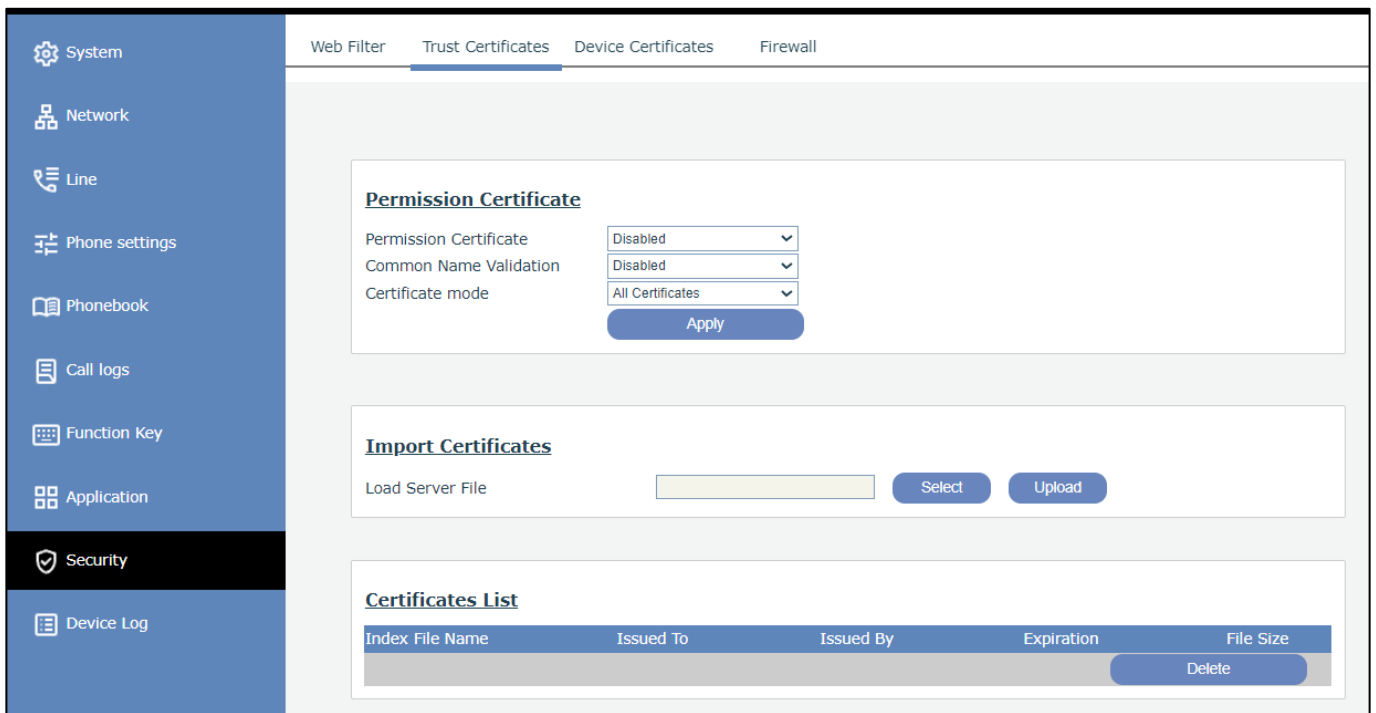 System
Network
Line
Phone settings
Phonebook
Call logs
Function Key
Application
Security
Device Log
Web Filter Trust Certificates Device Certificates Firewall
Permission Certificate
Permission Certificate Disabled
Common Name Validation Disabled
Certificate mode All Certificates
Apply
Import Certificates
Load Server File Select Upload
Certificates List
Index File Name Issued To Issued By Expiration File Size
Delete